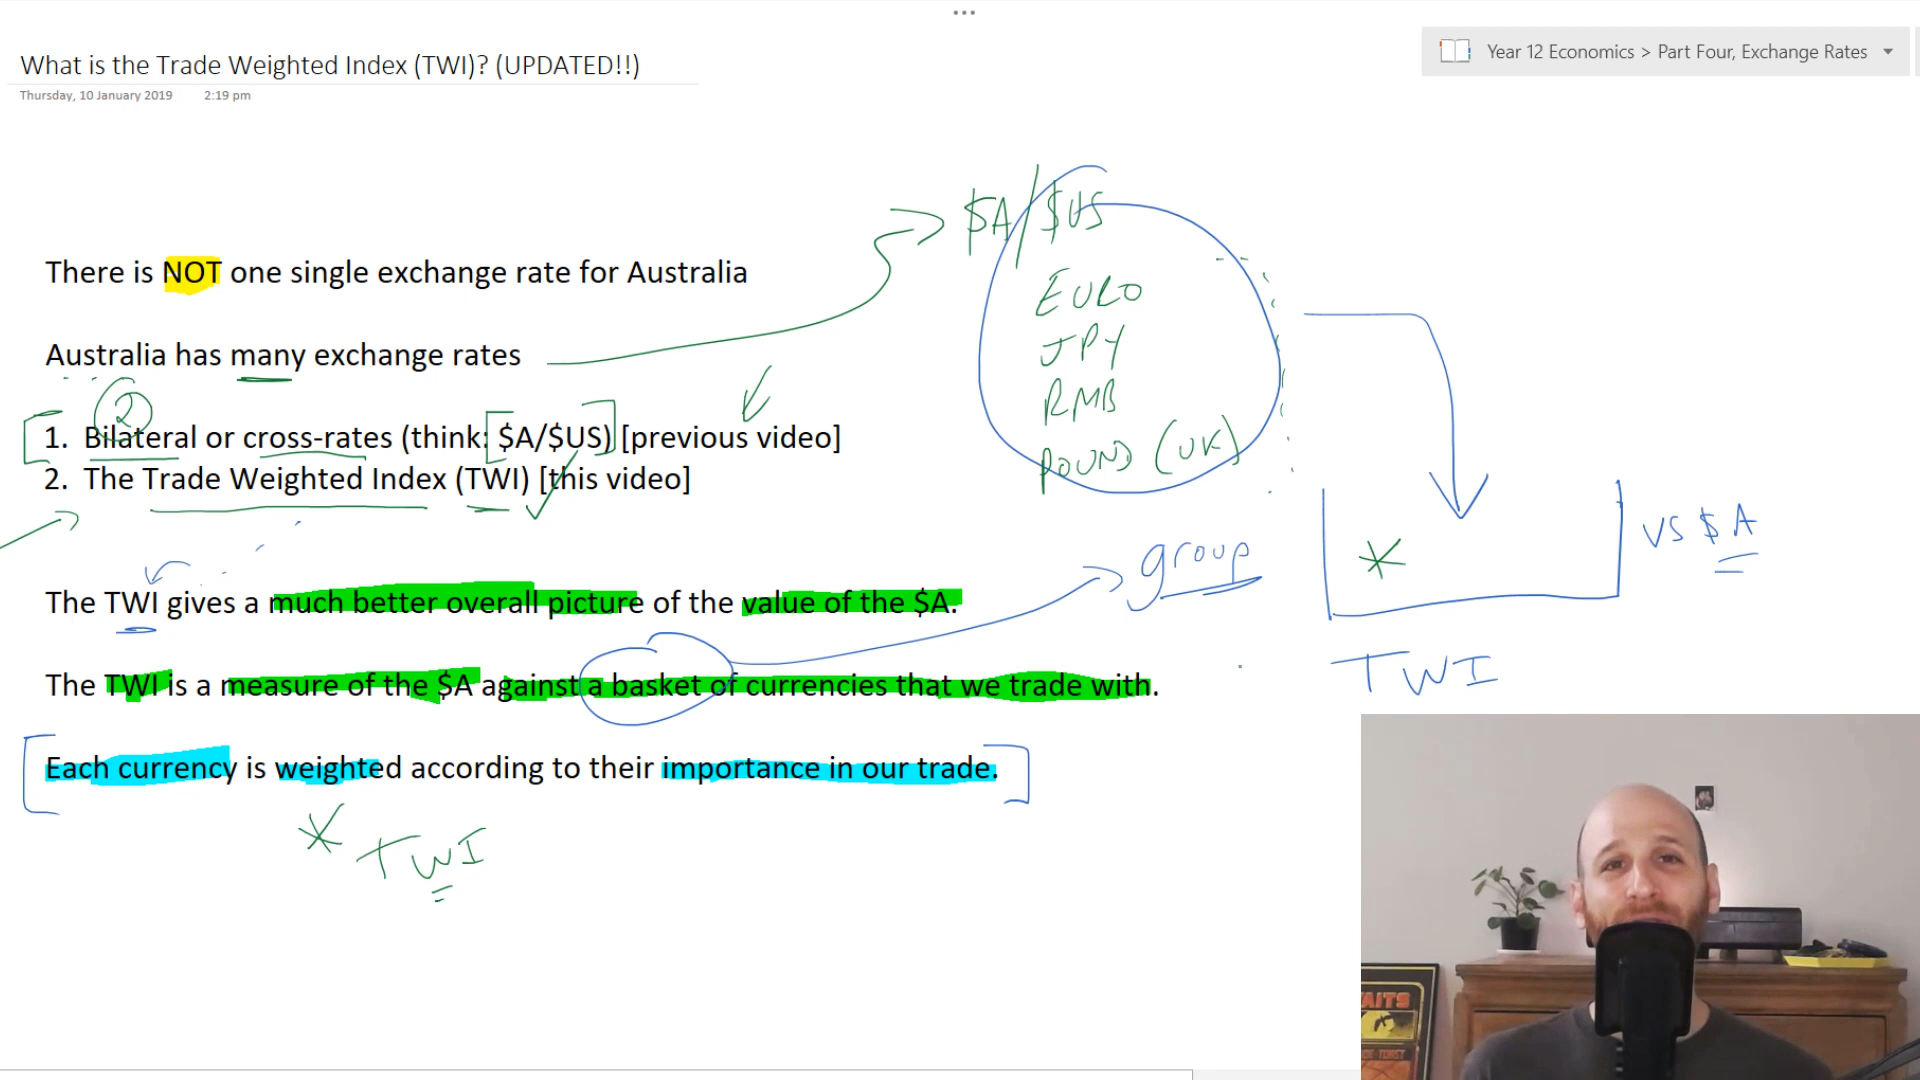 What is the Trade Weighted Index (TWI)? (UPDATED!!)
Thursday, 10 January 2019 2:19 pm
Year 12 Economics > Part Four, Exchange Rates
$A/$US
There is NOT one single exchange rate for Australia
EURO
Australia has many exchange rates
JPY
RMB
2
1. Bilateral or cross-rates (think: $A/$US) [previous video]
POUND (UK)
2. The Trade Weighted Index (TWI) [this video]
vs $A
group
*
The TWI gives a much better overall picture of the value of the $A.
TWI
The TWI is a measure of the $A against a basket of currencies that we trade with.
Each currency is weighted according to their importance in our trade.
* TWI